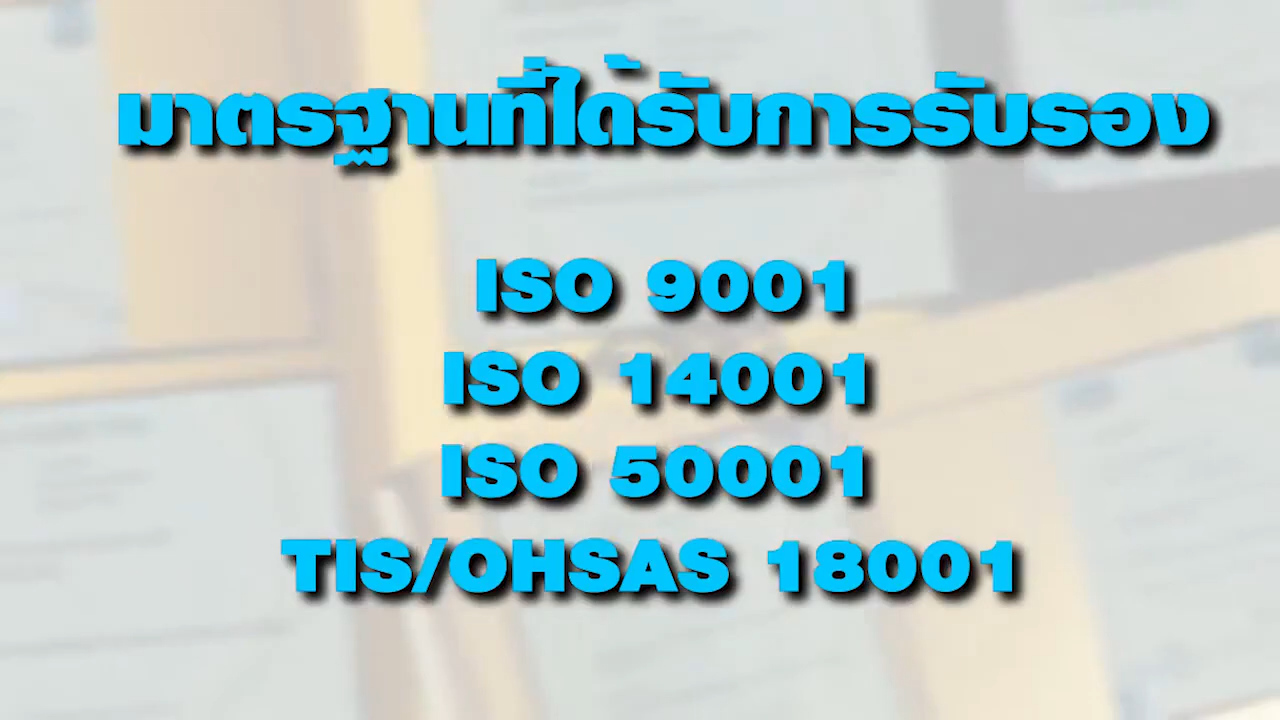 มาตรฐานที่ได้รับการรับรอง
ISO 9001
ISO 14001
ISO 50001
TIS/OHSAS 18001